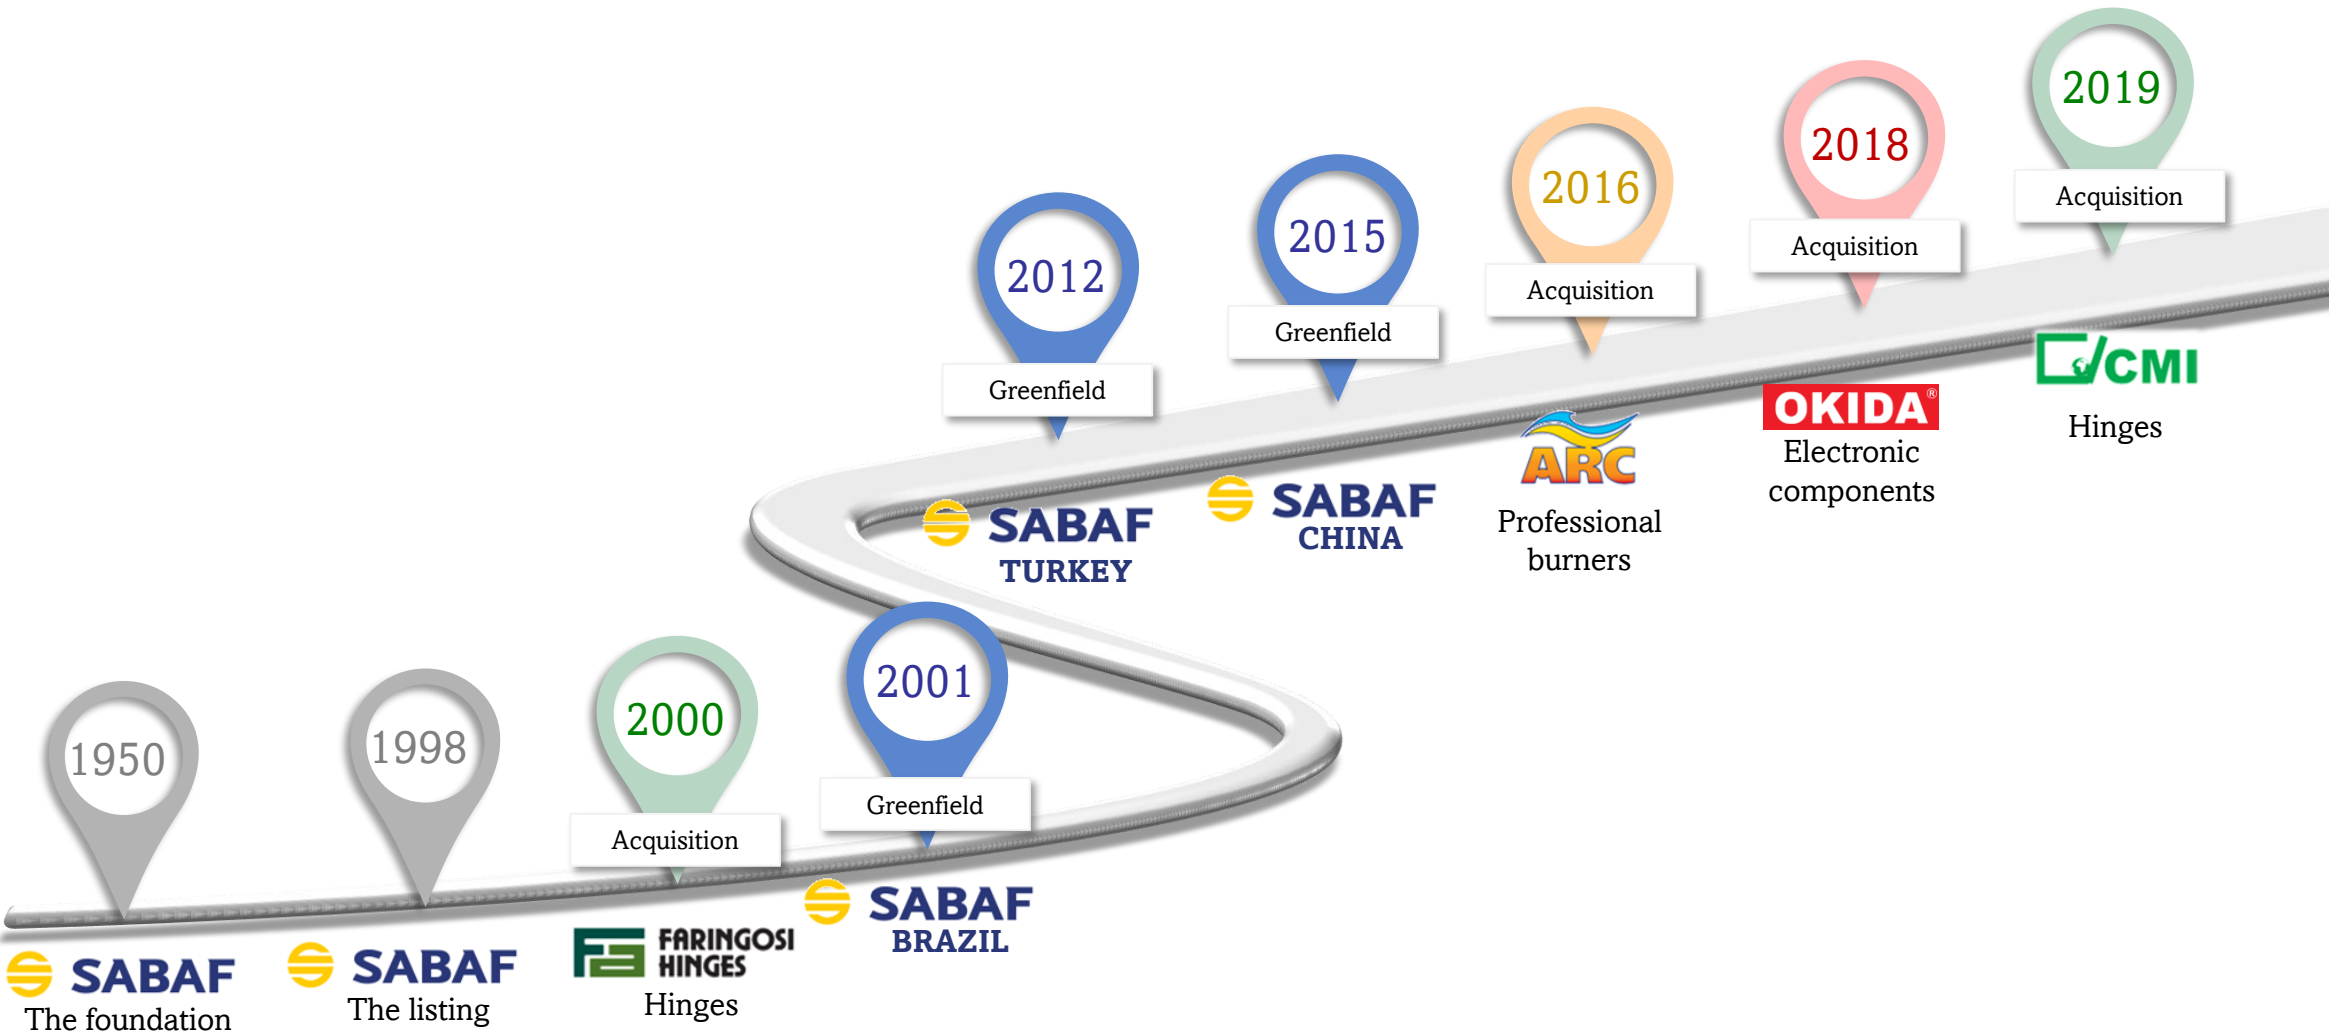 1950
SABAF
The foundation
1998
SABAF
The listing
2000
Acquisition
FARINGOSI
HINGES
Hinges
2001
Greenfield
SABAF
BRAZIL
2012
Greenfield
SABAF
TURKEY
2015
Greenfield
SABAF
CHINA
2016
Acquisition
ARC
Professional
burners
2018
Acquisition
OKIDA®
Electronic
components
2019
Acquisition
CMI
Hinges